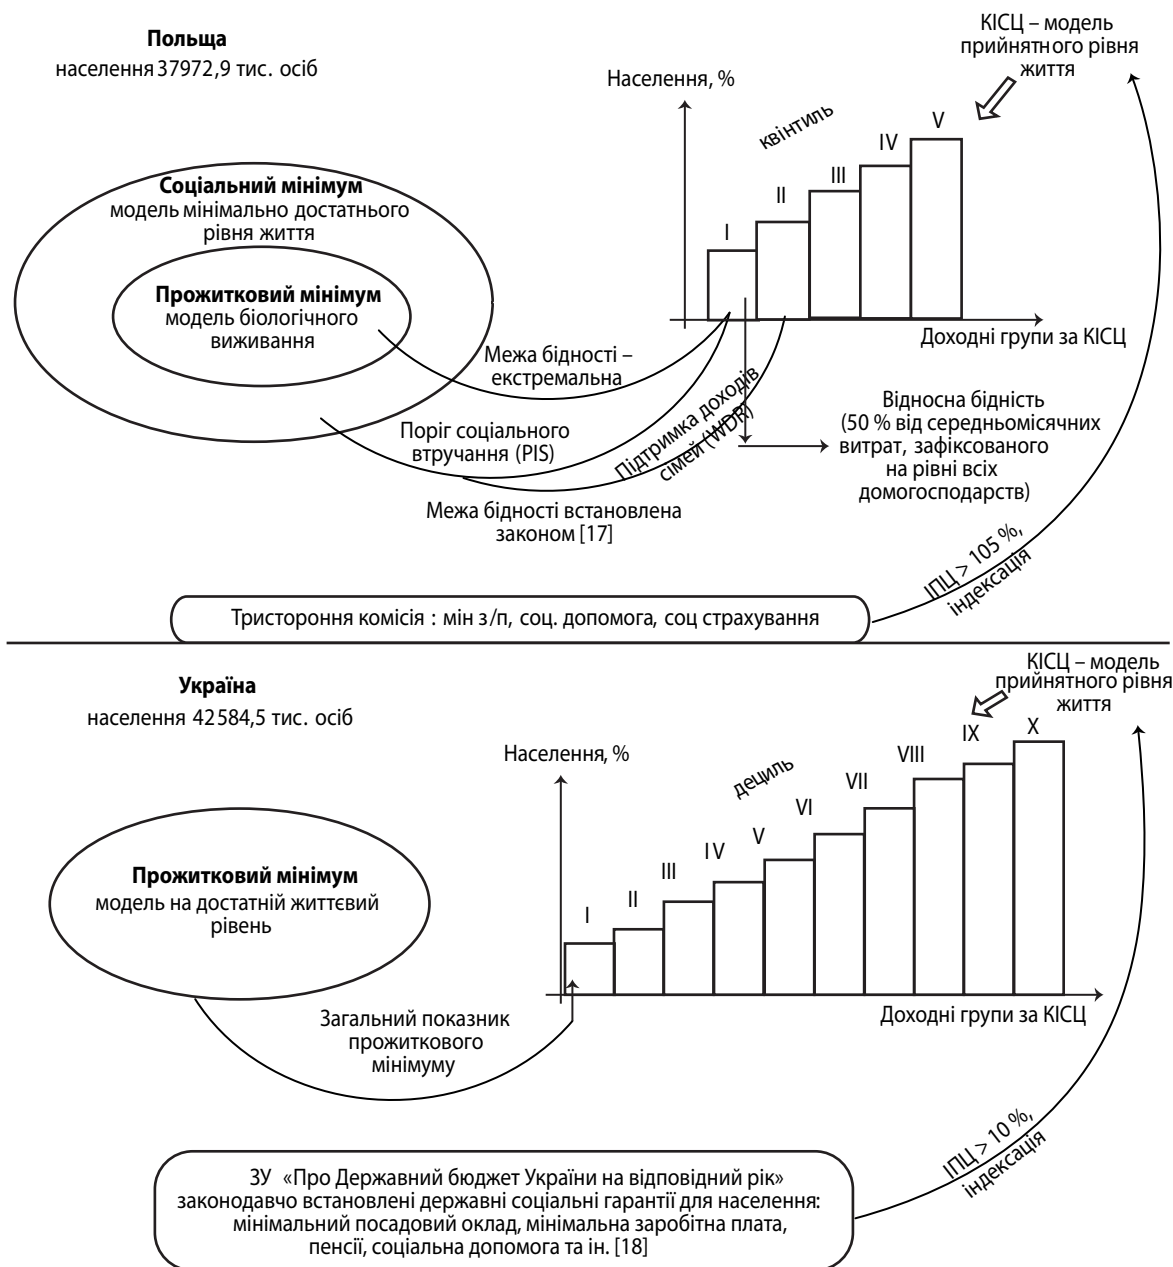 Польща
населення 37972,9 тис. осіб
КІСЦ – модель
прийнятного рівня
життя
Населення, %
квінтиль
I
II
III
IV
V
Доходні групи за КІСЦ
Соціальний мінімум
модель мінімально достатнього
рівня життя
Прожитковий мінімум
модель біологічного
виживання
Межа бідності –
екстремальна
Поріг соціального
втручання (PIS)
Підтримка доходів
сімей (WDR)
Межа бідності встановлена
законом [17]
Відносна бідність
(50 % від середньомісячних
витрат, зафіксованого
на рівні всіх
домогосподарств)
ІПЦ > 105 %,
індексація
Тристороння комісія : мін з/п, соц. допомога, соц страхування
Україна
населення 42584,5 тис. осіб
КІСЦ – модель
прийнятного рівня
життя
Населення, %
дециль
I
II
III
IV
V
VI
VII
VIII
IX
X
Доходні групи за КІСЦ
Прожитковий мінімум
модель на достатній життєвий
рівень
Загальний показник
прожиткового
мінімуму
ІПЦ > 10 %,
індексація
ЗУ «Про Державний бюджет України на відповідний рік»
законодавчо встановлені державні соціальні гарантії для населення:
мінімальний посадовий оклад, мінімальна заробітна плата,
пенсії, соціальна допомога та ін. [18]